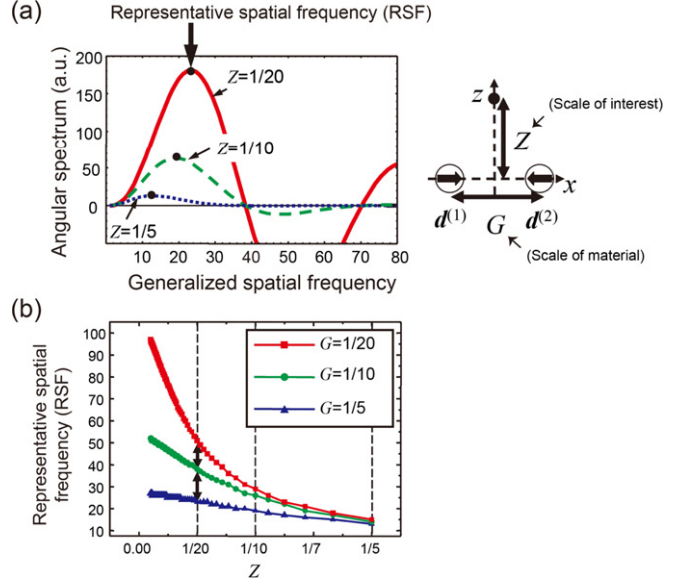 (a)
Representative spatial frequency (RSF)
Angular spectrum (a.u.)
200
150
100
50
0
Z=1/20
Z=1/10
Z=1/5
0 10 20 30 40 50 60 70 80
Generalized spatial frequency
z
(Scale of interest)
Z
x
d(1)
G
d(2)
(Scale of material)
(b)
Representative spatial
frequency (RSF)
100
90
80
70
60
50
40
30
20
10
G=1/20
G=1/10
G=1/5
0.00 1/20 1/10 1/7 1/5
Z